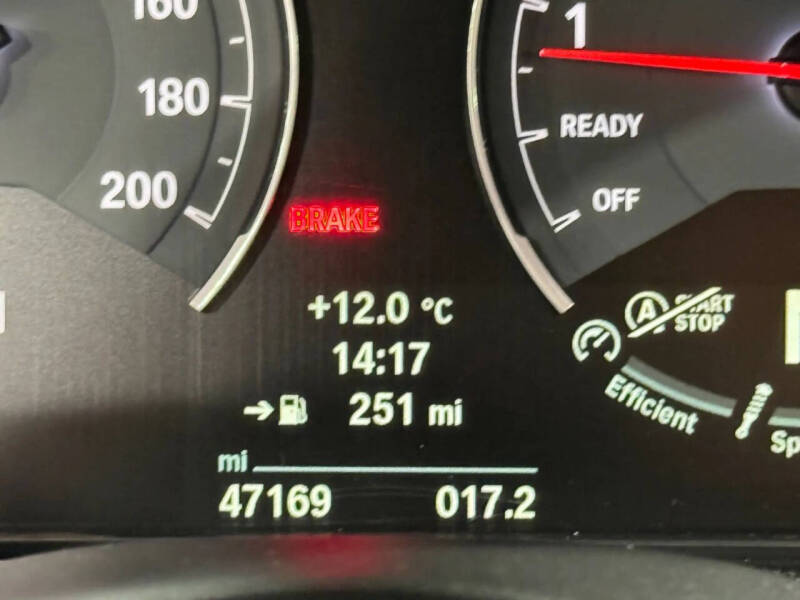 160
180
200
BRAKE
1
READY
OFF
+12.0 °C
14:17
251 mi
A START
STOP
Efficient
mi
47169 017.2